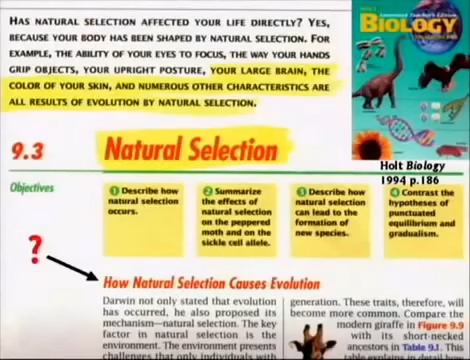 HAS NATURAL SELECTION AFFECTED YOUR LIFE DIRECTLY? YES,
BECAUSE YOUR BODY HAS BEEN SHAPED BY NATURAL SELECTION. FOR
EXAMPLE, THE ABILITY OF YOUR EYES TO FOCUS, THE WAY YOUR HANDS
GRIP OBJECTS, YOUR UPRIGHT POSTURE, YOUR LARGE BRAIN, THE
COLOR OF YOUR SKIN, AND NUMEROUS OTHER CHARACTERISTICS ARE
ALL RESULTS OF EVOLUTION BY NATURAL SELECTION.
Annotated Teacher's Edition
BIOLOGY
Holt Biology
1994 p.186
9.3 Natural Selection
Objectives
1 Describe how
natural selection
occurs.
2 Summarize
the effects of
natural selection
on the peppered
moth and on the
sickle cell allele.
3 Describe how
natural selection
can lead to the
formation of
new species.
4 Contrast the
hypotheses of
punctuated
equilibrium and
gradualism.
?
How Natural Selection Causes Evolution
Darwin not only stated that evolution
has occurred, he also proposed its
mechanism—natural selection. The key
factor in natural selection is the
environment. The environment presents
challenges that only individuals with
generation. These traits, therefore, will
become more common. Compare the
modern giraffe in Figure 9.9
with its short-necked
ancestors in Table 9.1. This